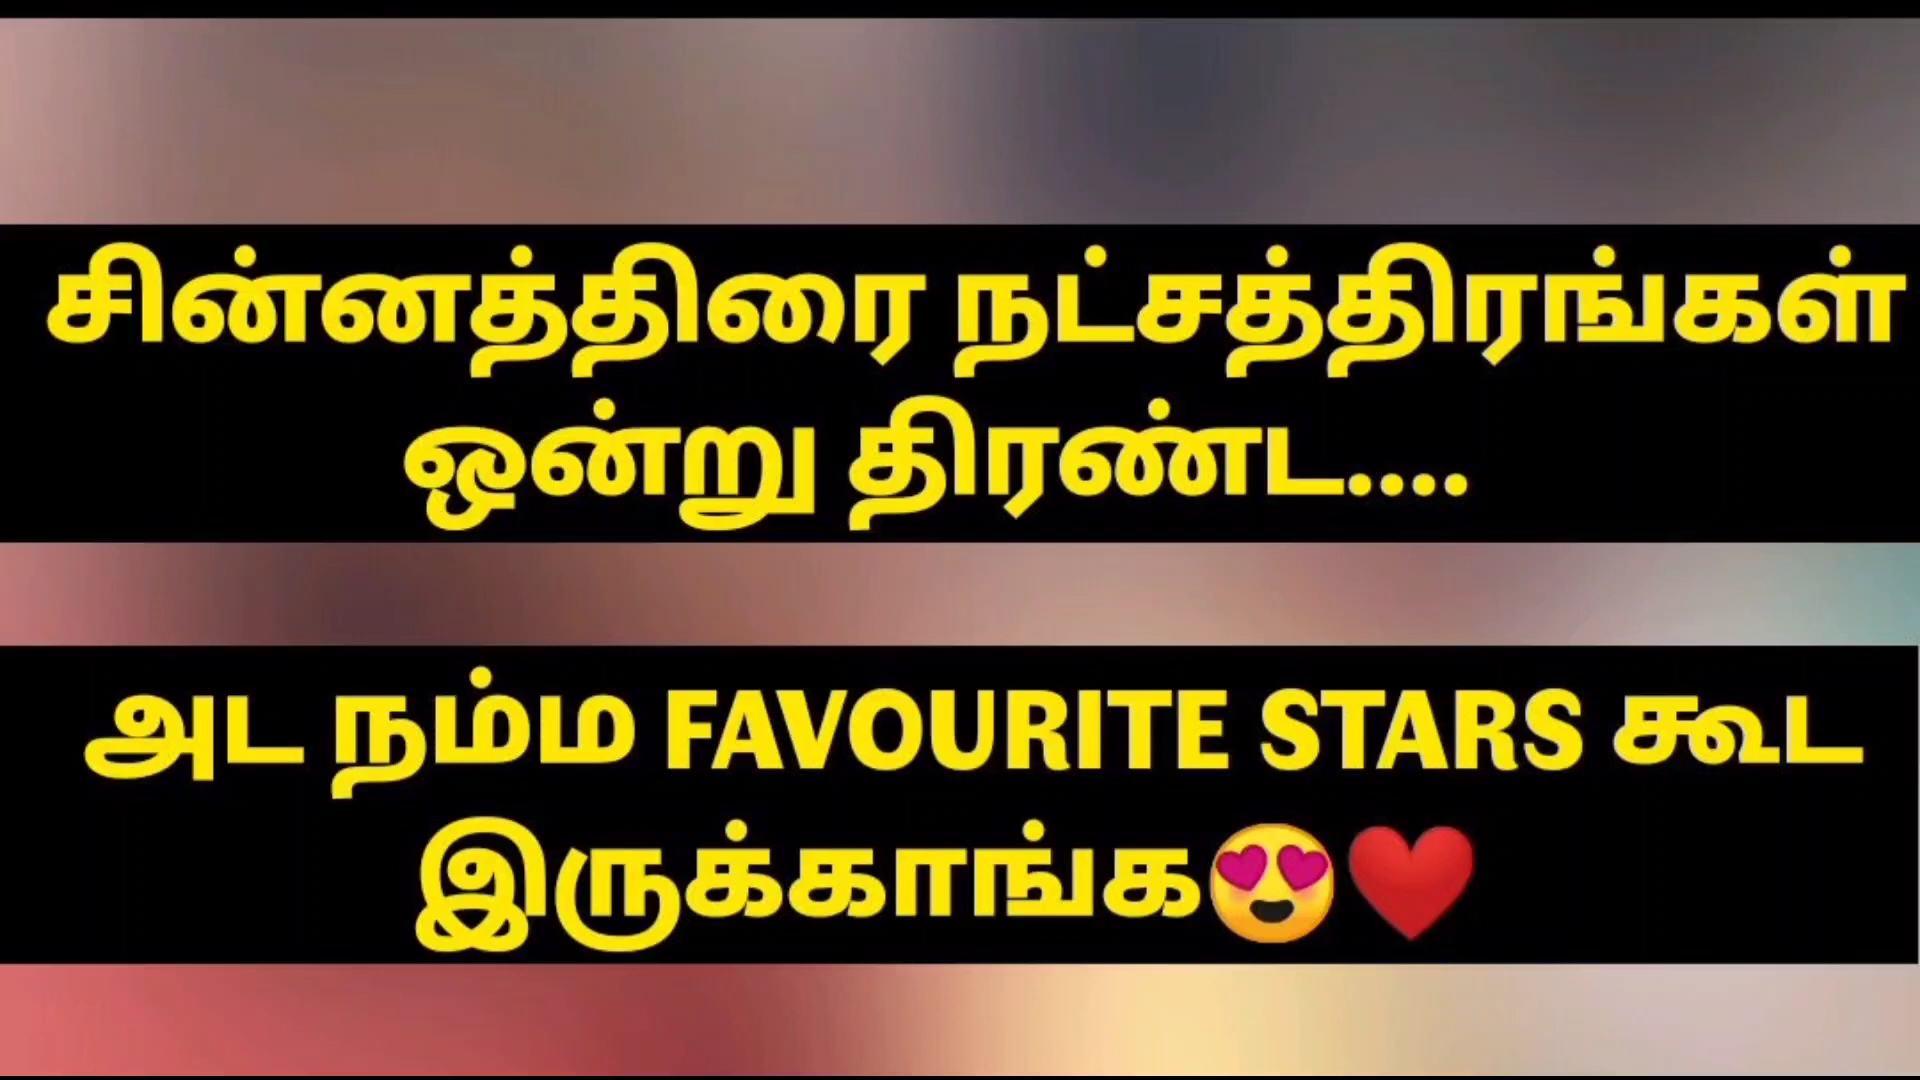 சின்னத்திரை நட்சத்திரங்கள்
ஒன்று திரண்ட....
அட நம்ம FAVOURITE STARS கூட
இருக்காங்க😍❤️